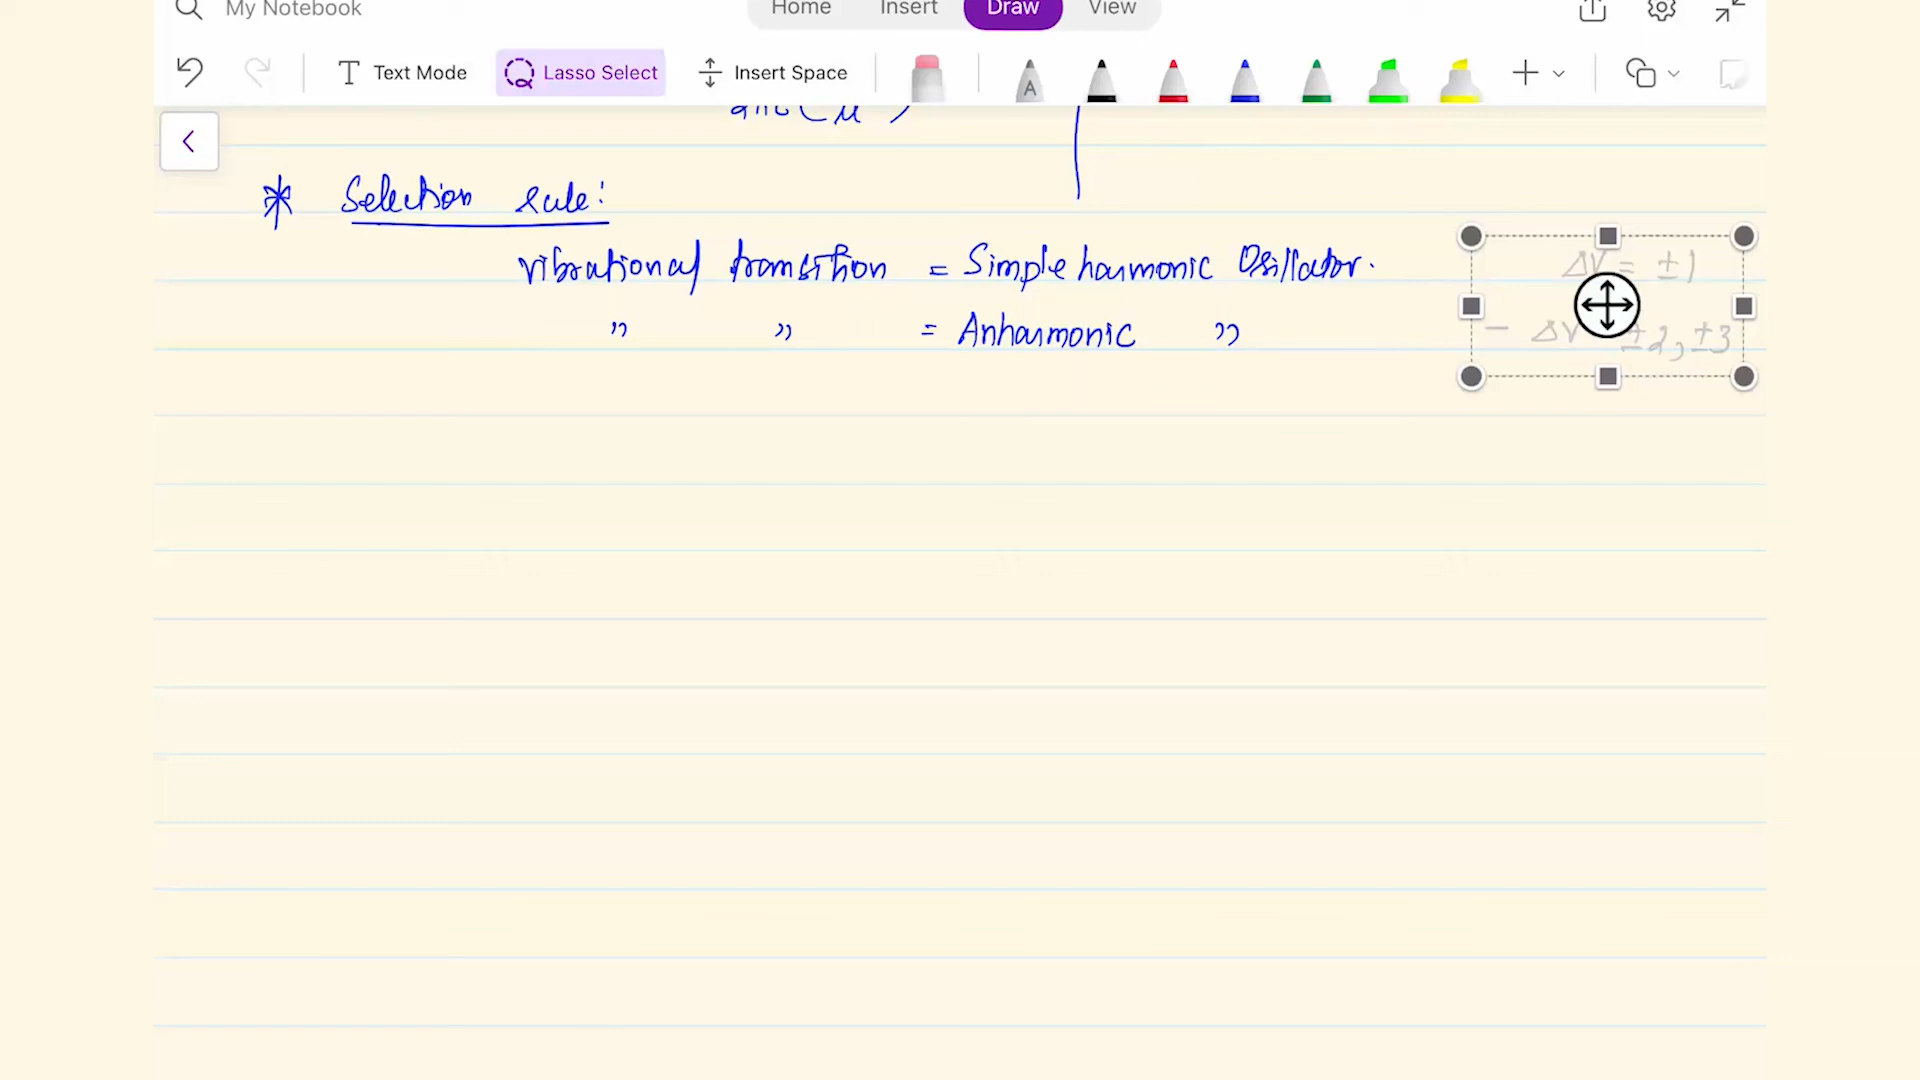 My Notebook Home Insert Draw View
Text Mode Lasso Select Insert Space A
* Selection rule:
vibrational transition = Simple harmonic Osillator. ΔV = ±1
" " = Anharmonic " - ΔV ±2, ±3